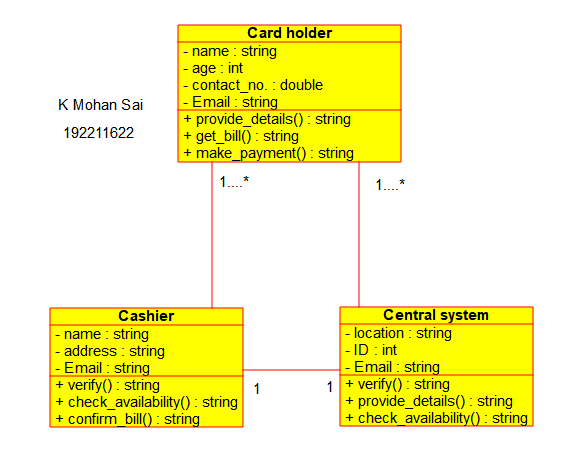 Card holder
- name : string
- age : int
- contact_no. : double
- Email : string
+ provide_details() : string
+ get_bill() : string
+ make_payment() : string
K Mohan Sai
192211622
1....*
1....*
Cashier
- name : string
- address : string
- Email : string
+ verify() : string
+ check_availability() : string
+ confirm_bill() : string
1
1
Central system
- location : string
- ID : int
- Email : string
+ verify() : string
+ provide_details() : string
+ check_availability() : string